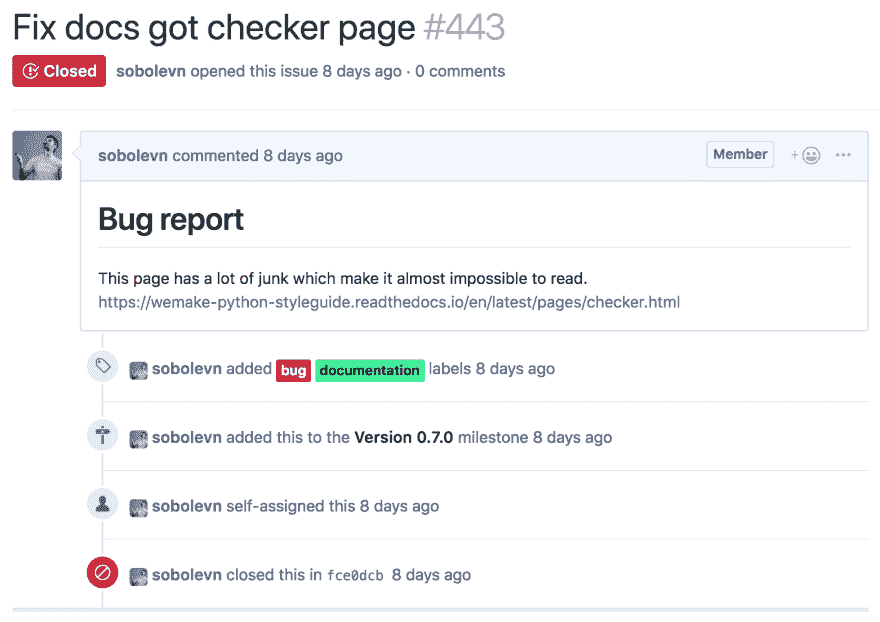 Fix docs got checker page #443
Closed sobolevn opened this issue 8 days ago · 0 comments
sobolevn commented 8 days ago Member
Bug report
This page has a lot of junk which make it almost impossible to read.
https://wemake-python-styleguide.readthedocs.io/en/latest/pages/checker.html
sobolevn added bug documentation labels 8 days ago
sobolevn added this to the Version 0.7.0 milestone 8 days ago
sobolevn self-assigned this 8 days ago
sobolevn closed this in fce0dcb 8 days ago